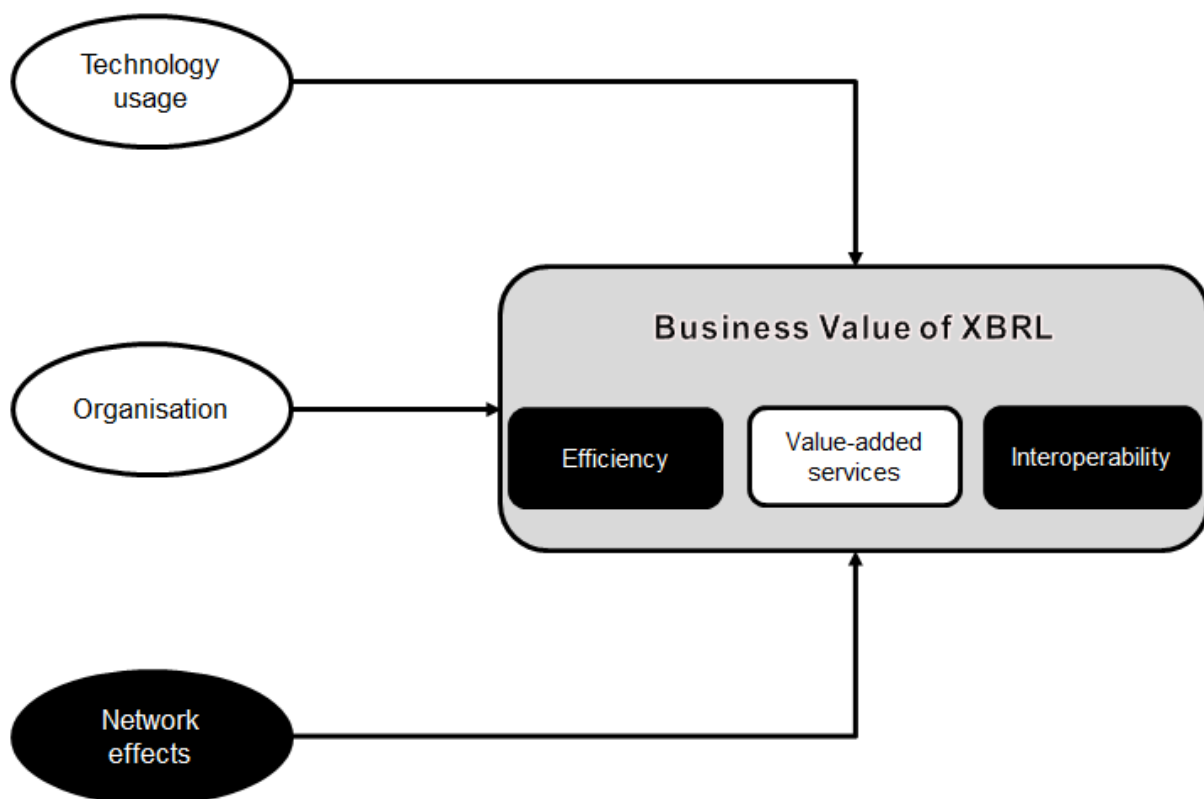 Technology
usage
Business Value of XBRL
Organisation
Efficiency
Value-added
services
Interoperability
Network
effects